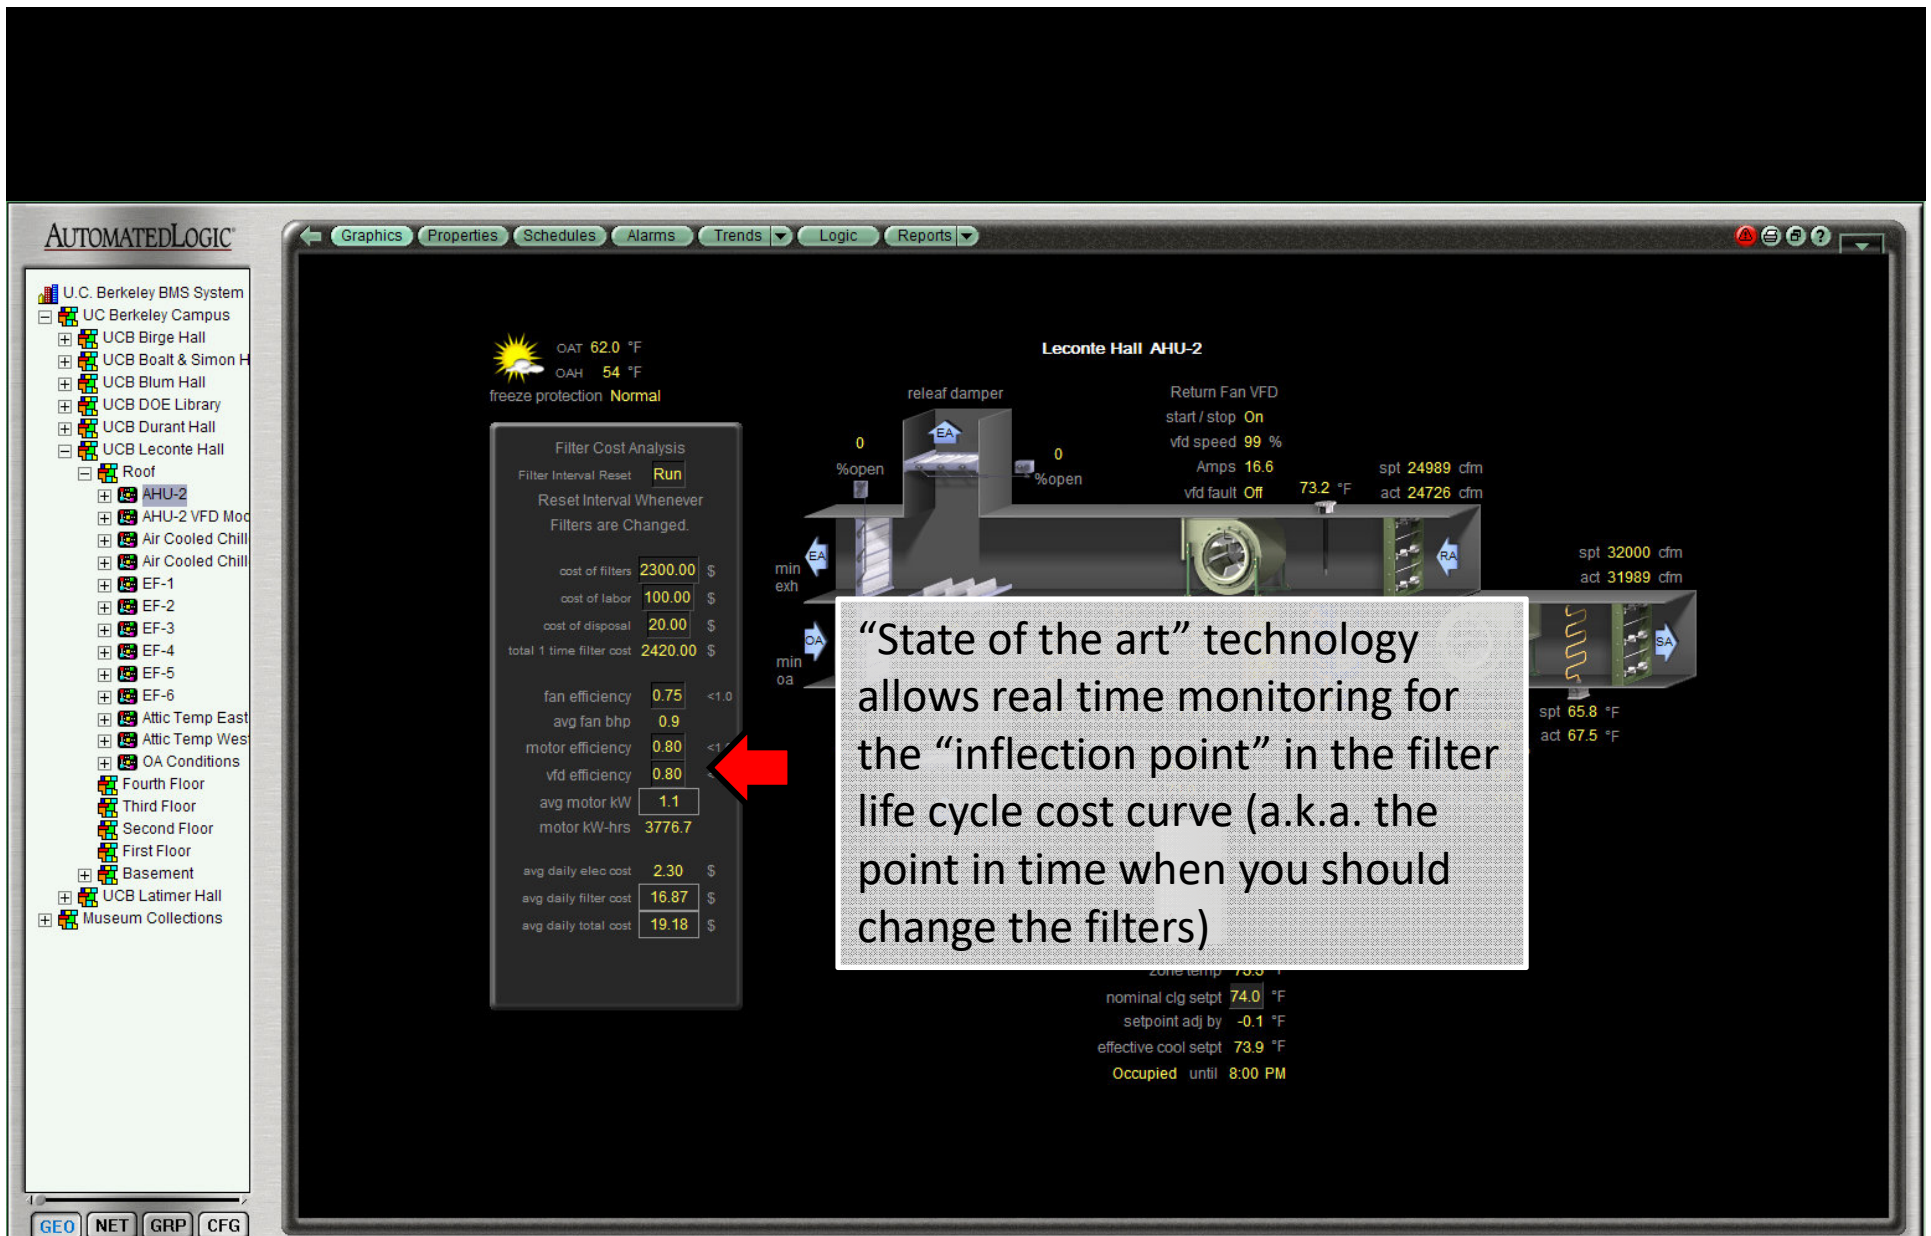 AUTOMATEDLOGIC
Graphics Properties Schedules Alarms Trends Logic Reports
U.C. Berkeley BMS System
UC Berkeley Campus
UCB Birge Hall
UCB Boalt & Simon H
UCB Blum Hall
UCB DOE Library
UCB Durant Hall
UCB Leconte Hall
Roof
AHU-2
AHU-2 VFD Mod
Air Cooled Chill
Air Cooled Chill
EF-1
EF-2
EF-3
EF-4
EF-5
EF-6
Attic Temp East
Attic Temp West
OA Conditions
Fourth Floor
Third Floor
Second Floor
First Floor
Basement
UCB Latimer Hall
Museum Collections
GEO NET GRP CFG
OAT 62.0 °F
OAH 54 °F
freeze protection Normal
Filter Cost Analysis
Filter Interval Reset Run
Reset Interval Whenever
Filters are Changed.
cost of filters 2300.00 $
cost of labor 100.00 $
cost of disposal 20.00 $
total 1 time filter cost 2420.00 $
fan efficiency 0.75 <1.0
avg fan bhp 0.9
motor efficiency 0.80
vfd efficiency 0.80
avg motor kW 1.1
motor kW-hrs 3776.7
avg daily elec cost 2.30 $
avg daily filter cost 16.87 $
avg daily total cost 19.18 $
Leconte Hall AHU-2
releaf damper
0
%open
EA
0
%open
Return Fan VFD
start / stop On
vfd speed 99 %
Amps 16.6
vfd fault Off
73.2 °F
spt 24989 cfm
act 24726 cfm
min
exh
EA
RA
spt 32000 cfm
act 31989 cfm
min
oa
OA
SA
spt 65.8 °F
act 67.5 °F
“State of the art” technology
allows real time monitoring for
the “inflection point” in the filter
life cycle cost curve (a.k.a. the
point in time when you should
change the filters)
zone temp
nominal clg setpt 74.0 °F
setpoint adj by -0.1 °F
effective cool setpt 73.9 °F
Occupied until 8:00 PM